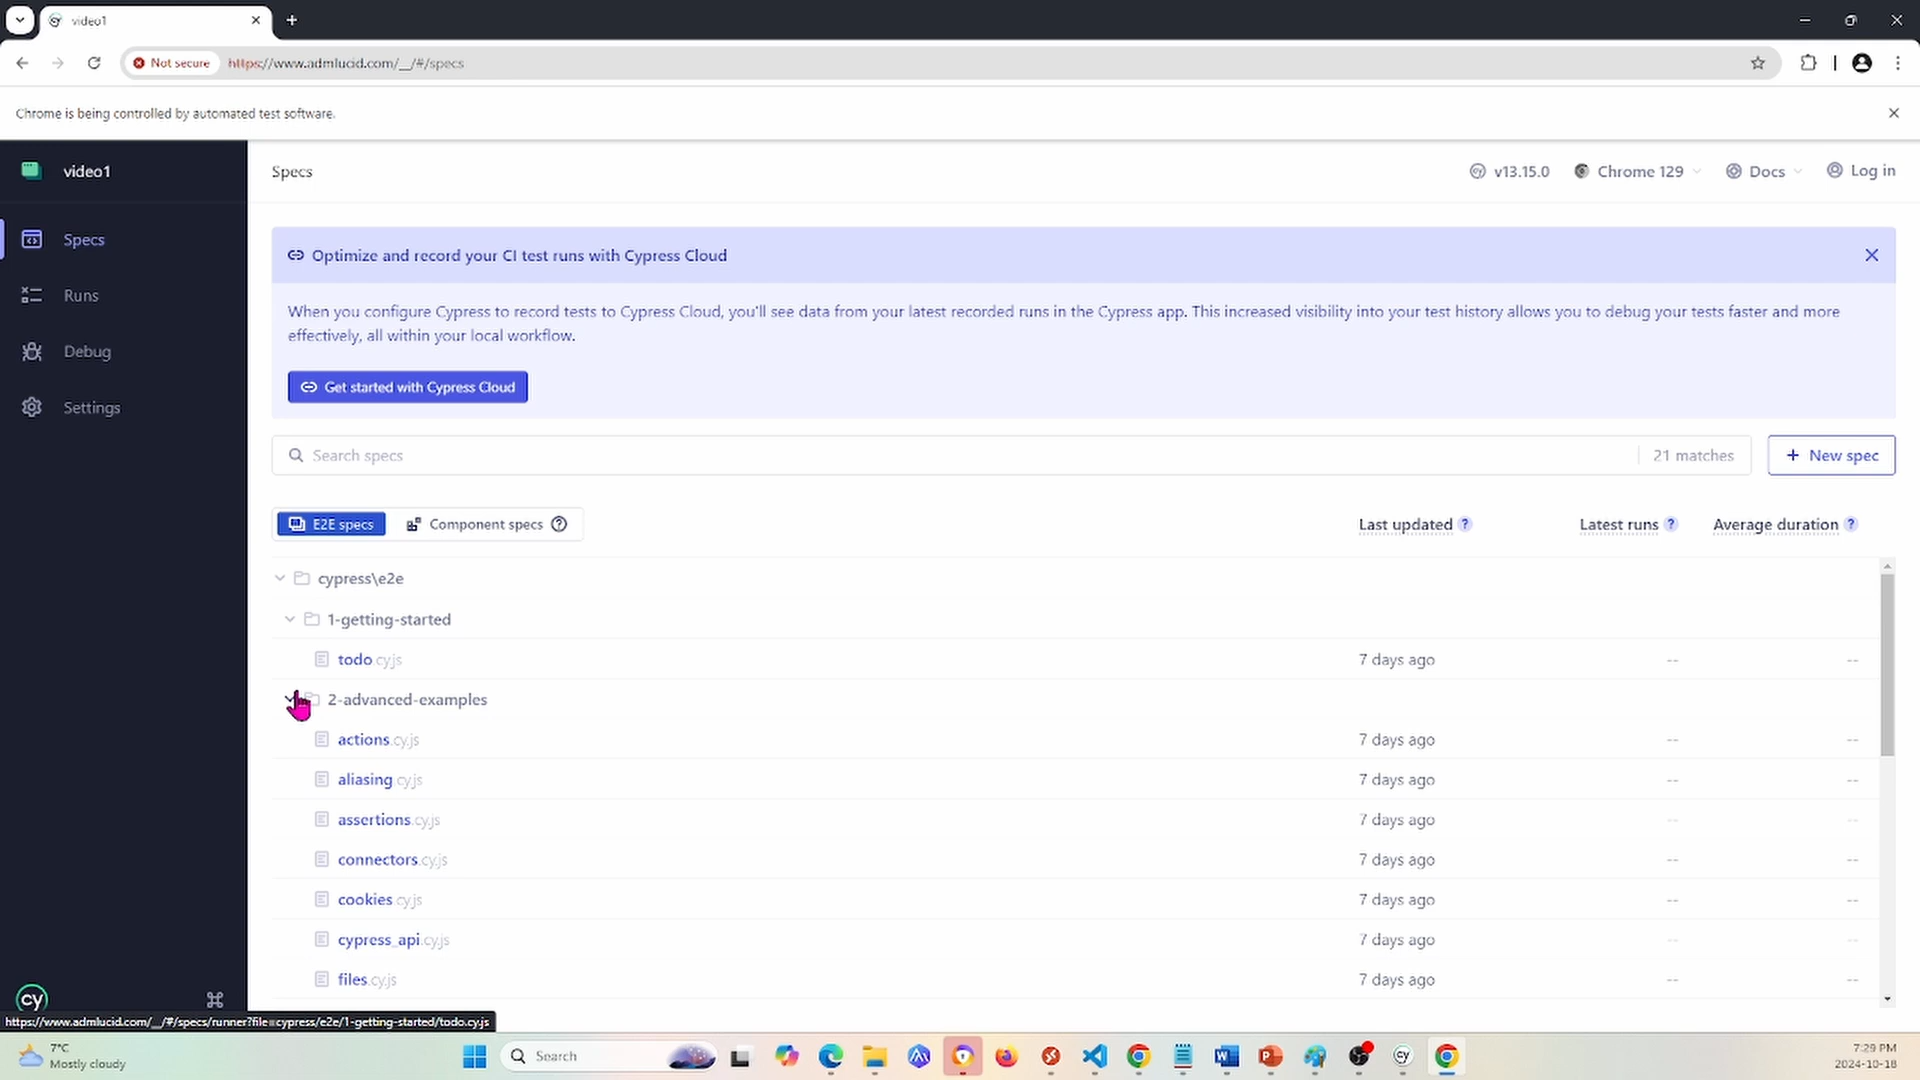 video1
Not secure
https://www.admlucid.com/__/#/specs
Chrome is being controlled by automated test software.
video1
Specs
v13.15.0
Chrome 129
Docs
Log in
Specs
Runs
Debug
Settings
Optimize and record your CI test runs with Cypress Cloud
When you configure Cypress to record tests to Cypress Cloud, you'll see data from your latest recorded runs in the Cypress app. This increased visibility into your test history allows you to debug your tests faster and more
effectively, all within your local workflow.
Get started with Cypress Cloud
Search specs
21 matches
+ New spec
E2E specs
Component specs ?
Last updated ?
Latest runs ?
Average duration ?
cypress\e2e
1-getting-started
todo.cy.js 7 days ago -- --
2-advanced-examples
actions.cy.js 7 days ago -- --
aliasing.cy.js 7 days ago -- --
assertions.cy.js 7 days ago -- --
connectors.cy.js 7 days ago -- --
cookies.cy.js 7 days ago -- --
cypress_api.cy.js 7 days ago -- --
files.cy.js 7 days ago -- --
cy
https://www.admlucid.com/__/#/specs/runner?file=cypress/e2e/1-getting-started/todo.cy.js
7°C
Mostly cloudy
Search
cy
7:29 PM
2024-10-18